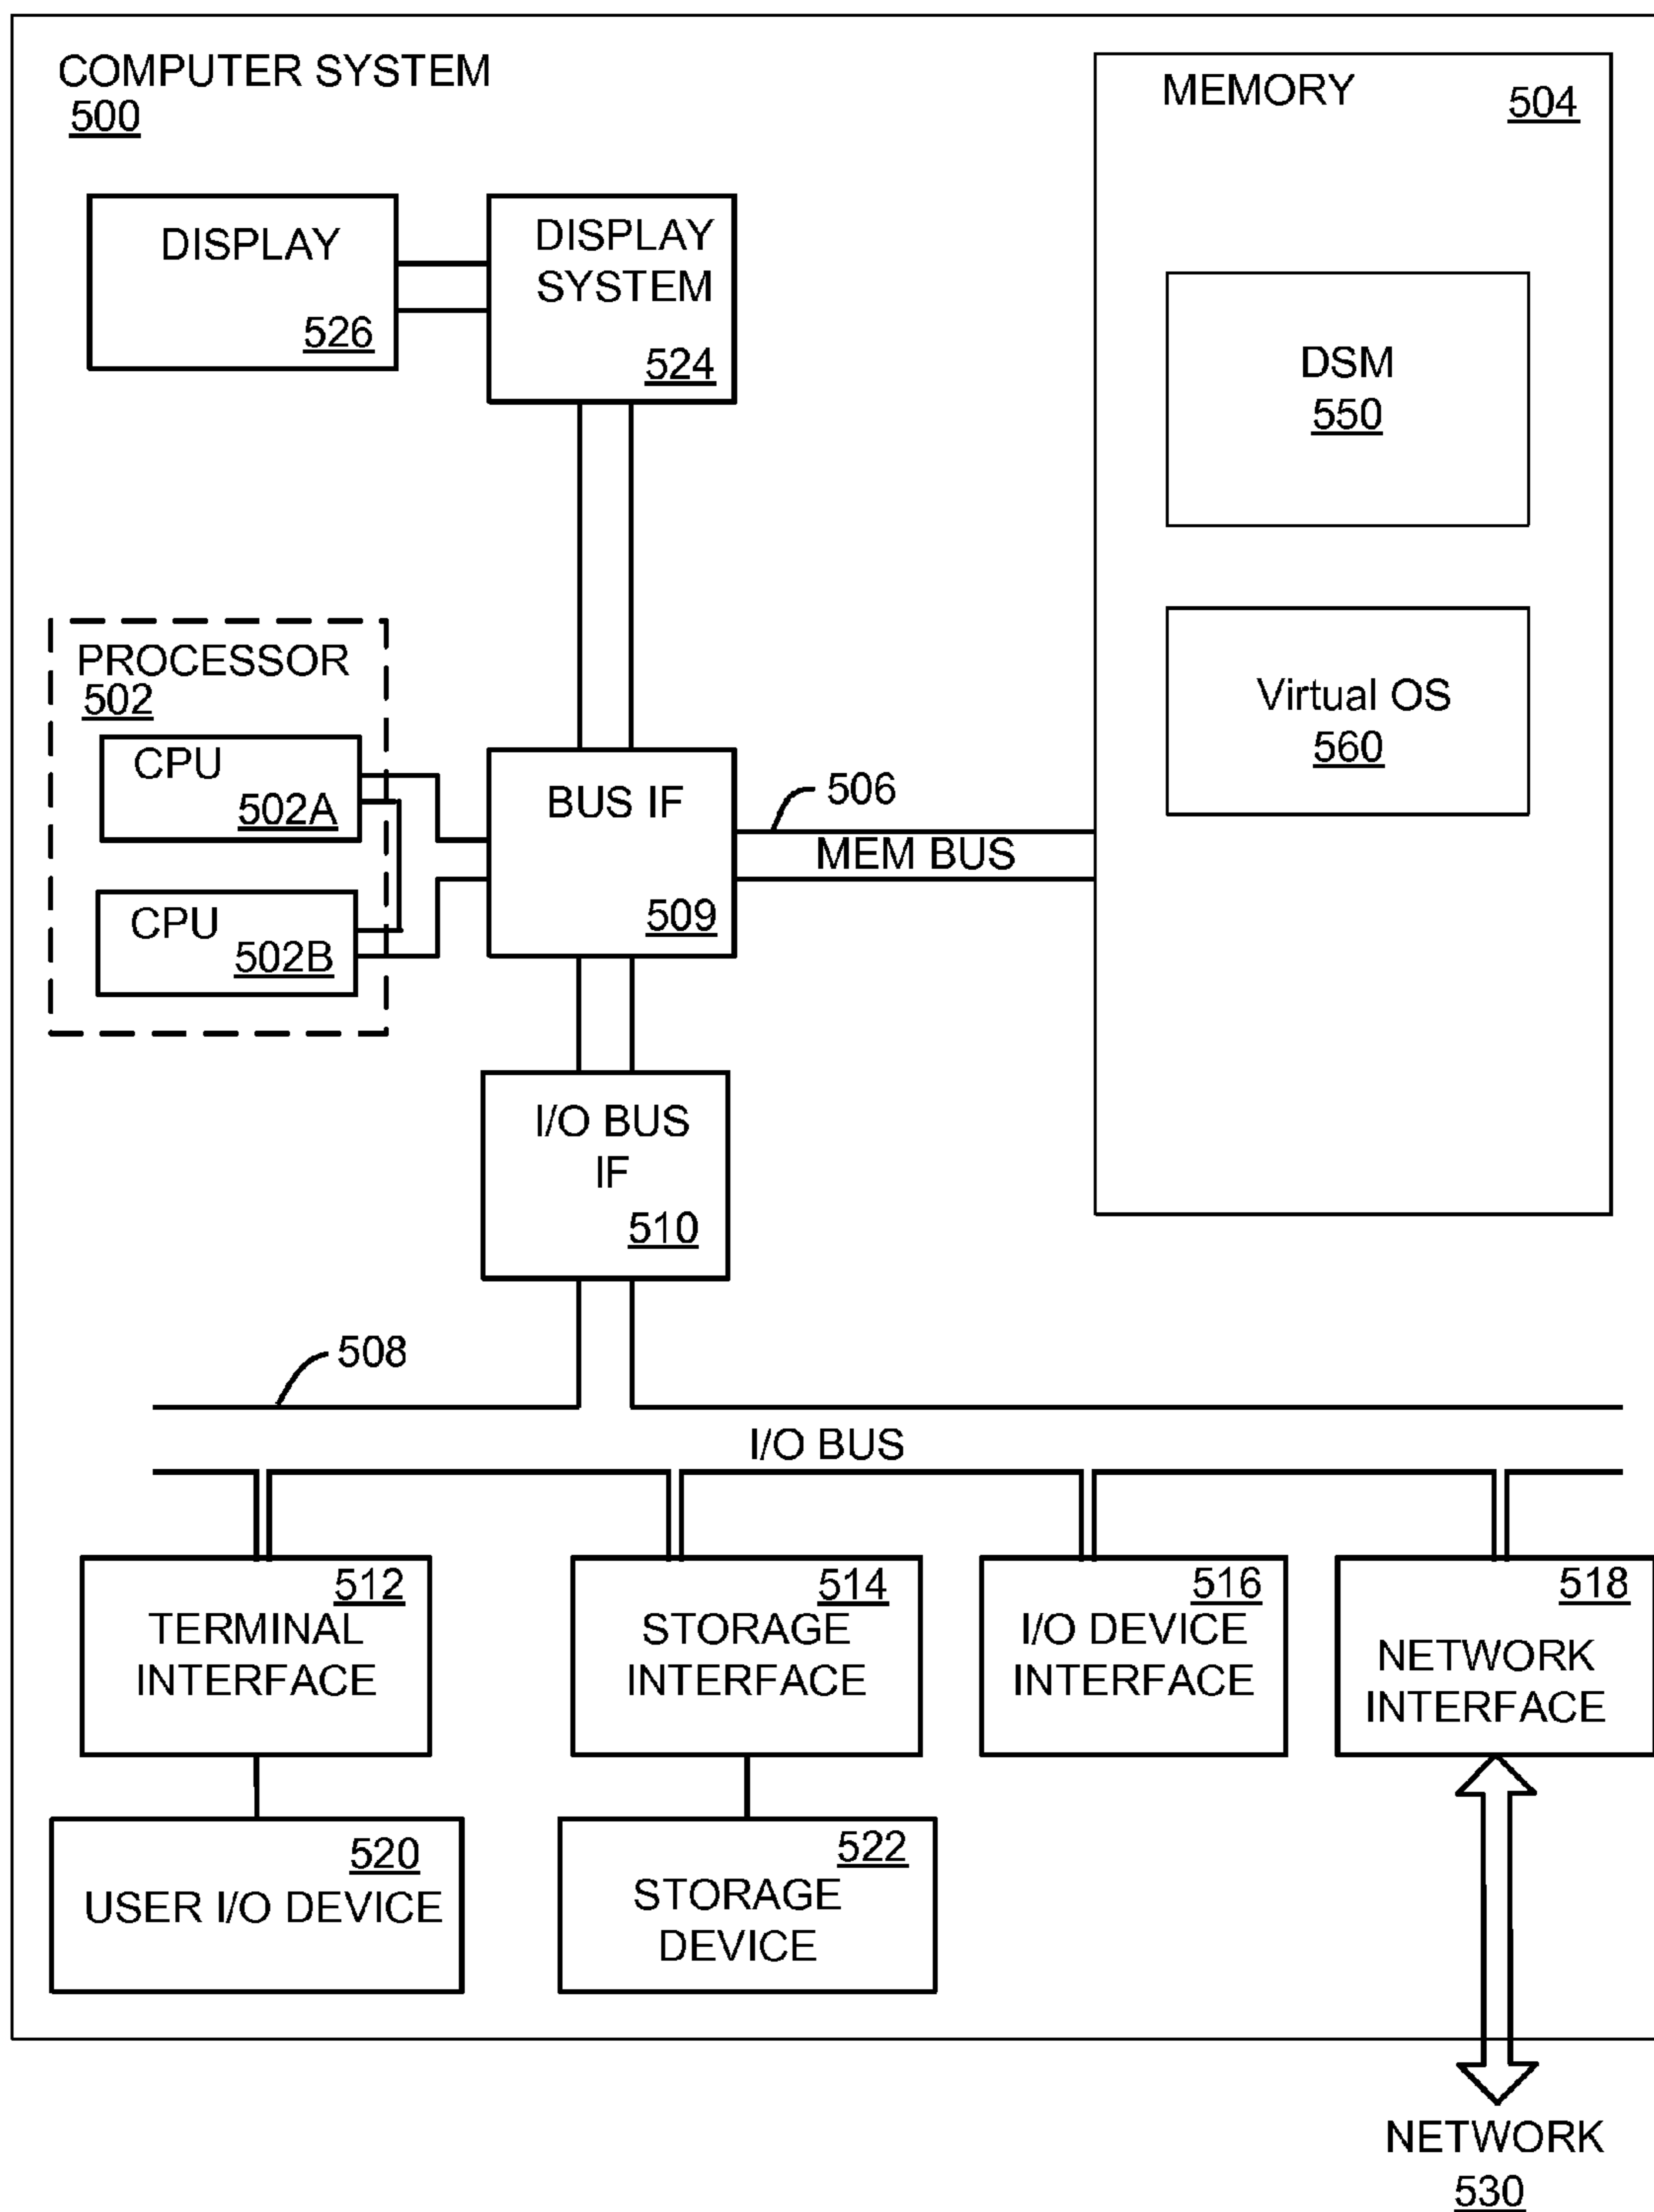 COMPUTER SYSTEM
500
MEMORY
504
DISPLAY
526
DISPLAY
SYSTEM
524
DSM
550
Virtual OS
560
PROCESSOR
502
CPU
502A
CPU
502B
BUS IF
509
506
MEM BUS
I/O BUS
IF
510
508
I/O BUS
512
TERMINAL
INTERFACE
514
STORAGE
INTERFACE
516
I/O DEVICE
INTERFACE
518
NETWORK
INTERFACE
520
USER I/O DEVICE
522
STORAGE
DEVICE
NETWORK
530